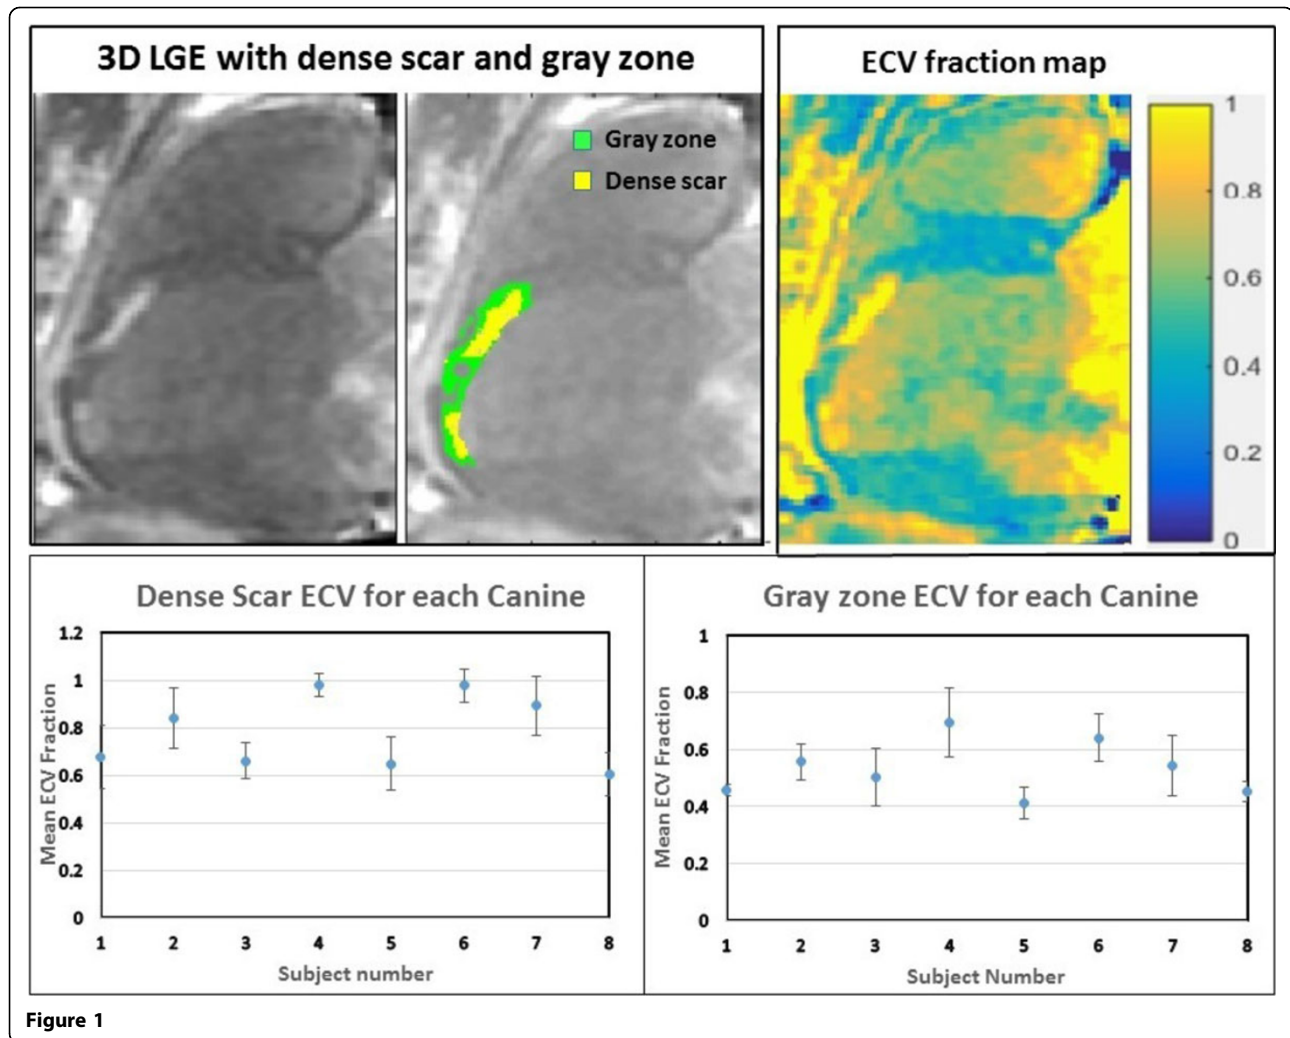 3D LGE with dense scar and gray zone
Gray zone
Dense scar
ECV fraction map
1
0.8
0.6
0.4
0.2
0
Dense Scar ECV for each Canine
Mean ECV Fraction
1.2
1
0.8
0.6
0.4
0.2
0
1 2 3 4 5 6 7 8
Subject number
Gray zone ECV for each Canine
Mean ECV Fraction
1
0.8
0.6
0.4
0.2
0
1 2 3 4 5 6 7 8
Subject Number
Figure 1